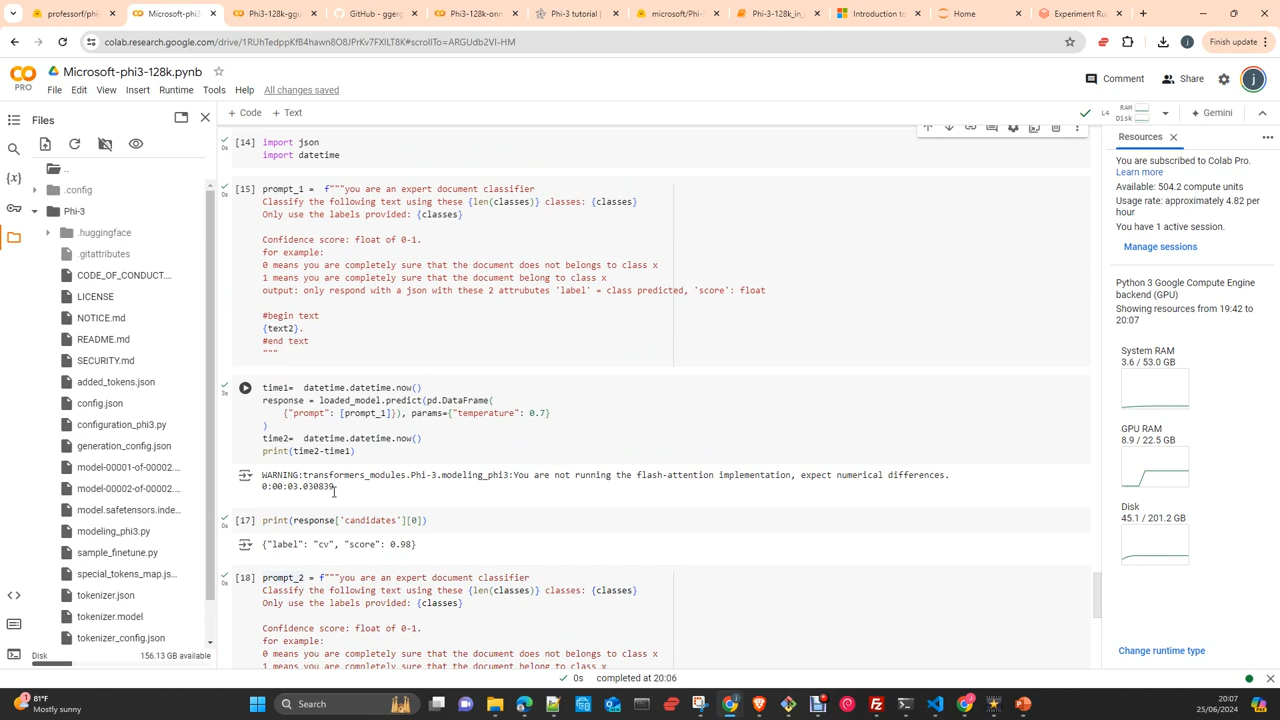 professorf/phi
Microsoft-phi3
Phi3-mini-ggu
GitHub - ggerg
Phi3-128k-onn
Phi-3 tutorial |
microsoft/Phi-
Phi3-128k_in_
Introduction to
Home
Experiment Ru
Finish update
colab.research.google.com/drive/1RUhTedppKfB4hawn8O8JPrKv7FXILT8K#scrollTo=ARGUdb2VI-HM
Microsoft-phi3-128k.pynb
PRO
File Edit View Insert Runtime Tools Help All changes saved
Comment Share
+ Code + Text
L4 RAM Disk
Gemini
Files
..
.config
Phi-3
.huggingface
.gitattributes
CODE_OF_CONDUCT....
LICENSE
NOTICE.md
README.md
SECURITY.md
added_tokens.json
config.json
configuration_phi3.py
generation_config.json
model-00001-of-00002....
model-00002-of-00002....
model.safetensors.inde...
modeling_phi3.py
sample_finetune.py
special_tokens_map.js...
tokenizer.json
tokenizer.model
tokenizer_config.json
Disk 156.13 GB available
[14] import json
import datetime
[15] prompt_1 =  f"""you are an expert document classifier
Classify the following text using these {len(classes)} classes: {classes}
Only use the labels provided: {classes}
Confidence score: float of 0-1.
for example:
0 means you are completely sure that the document does not belongs to class x
1 means you are completely sure that the document belong to class x
output: only respond with a json with these 2 attrubutes 'label' = class predicted, 'score': float
#begin text
{text2}.
#end text
"""
time1=  datetime.datetime.now()
response = loaded_model.predict(pd.DataFrame(
{"prompt": [prompt_1]}), params={"temperature": 0.7}
)
time2=  datetime.datetime.now()
print(time2-time1)
WARNING:transformers_modules.Phi-3.modeling_phi3:You are not running the flash-attention implementation, expect numerical differences.
0:00:03.030839
[17] print(response['candidates'][0])
{"label": "cv", "score": 0.98}
[18] prompt_2 = f"""you are an expert document classifier
Classify the following text using these {len(classes)} classes: {classes}
Only use the labels provided: {classes}
Confidence score: float of 0-1.
for example:
0 means you are completely sure that the document does not belongs to class x
1 means you are completely sure that the document belong to class x
0s completed at 20:06
Resources
You are subscribed to Colab Pro.
Learn more
Available: 504.2 compute units
Usage rate: approximately 4.82 per
hour
You have 1 active session.
Manage sessions
Python 3 Google Compute Engine
backend (GPU)
Showing resources from 19:42 to
20:07
System RAM
3.6 / 53.0 GB
GPU RAM
8.9 / 22.5 GB
Disk
45.1 / 201.2 GB
Change runtime type
81°F
Mostly sunny
Search
20:07
25/06/2024